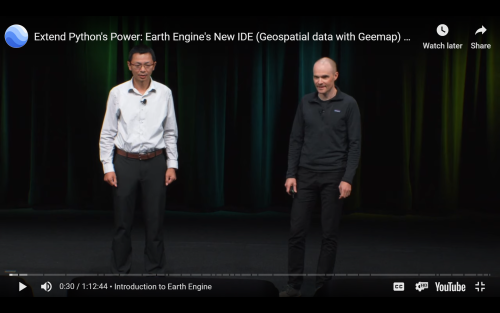 Extend Python's Power: Earth Engine's New IDE (Geospatial data with Geemap) ...
Watch later
Share
0:30 / 1:12:44 • Introduction to Earth Engine
CC
YouTube